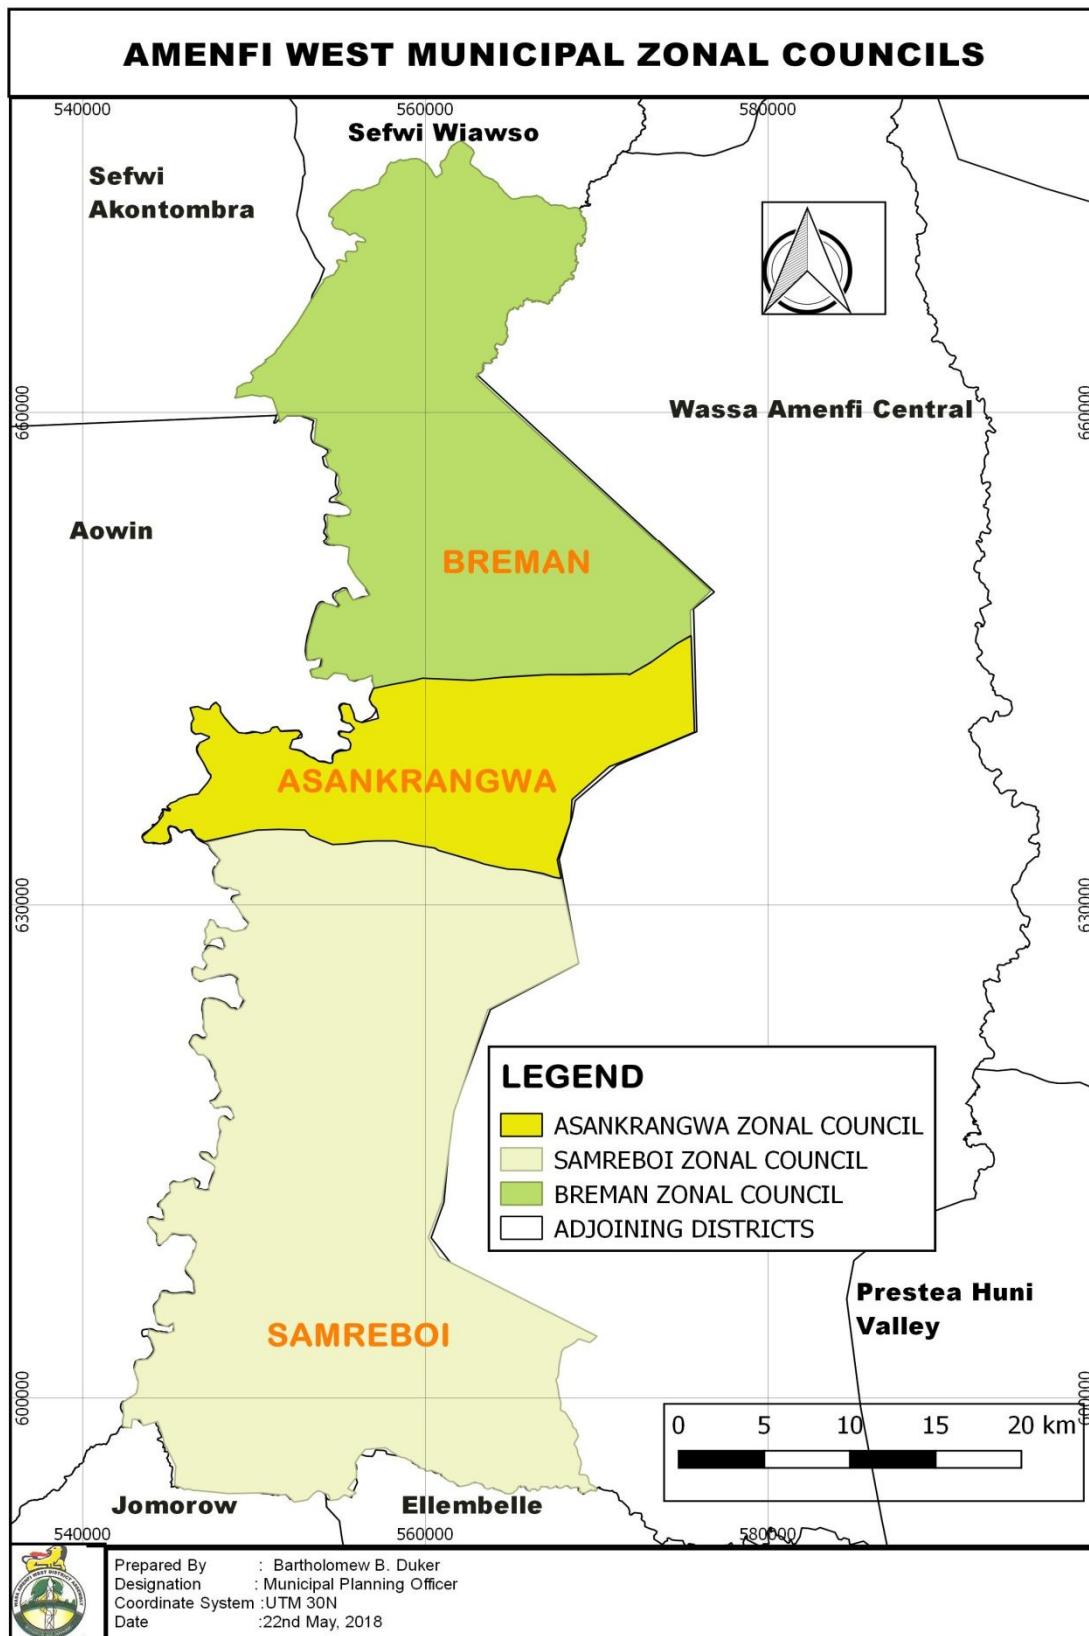 AMENFI WEST MUNICIPAL ZONAL COUNCILS
540000
560000
580000
Sefwi Wiawso
Sefwi
Akontombra
660000
Wassa Amenfi Central
660000
Aowin
BREMAN
ASANKRANGWA
630000
630000
LEGEND
ASANKRANGWA ZONAL COUNCIL
SAMREBOI ZONAL COUNCIL
BREMAN ZONAL COUNCIL
ADJOINING DISTRICTS
Prestea Huni
Valley
SAMREBOI
600000
600000
0 5 10 15 20 km
Jomorow
Ellembelle
540000
560000
580000
Prepared By : Bartholomew B. Duker
Designation : Municipal Planning Officer
Coordinate System :UTM 30N
Date :22nd May, 2018